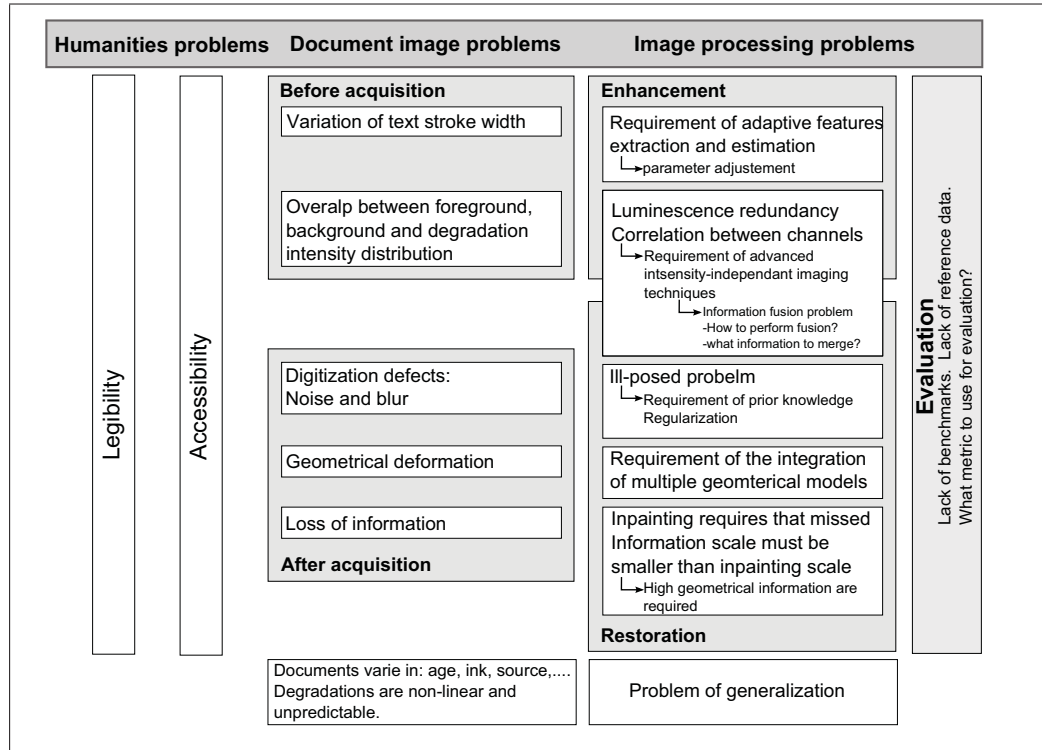 Humanities problems
Document image problems
Image processing problems
Legibility
Accessibility
Before acquisition
Variation of text stroke width
Overalp between foreground,
background and degradation
intensity distribution
Digitization defects:
Noise and blur
Geometrical deformation
Loss of information
After acquisition
Documents varie in: age, ink, source,....
Degradations are non-linear and
unpredictable.
Enhancement
Requirement of adaptive features
extraction and estimation
parameter adjustement
Luminescence redundancy
Correlation between channels
Requirement of advanced
intsensity-independant imaging
techniques
Information fusion problem
-How to perform fusion?
-what information to merge?
Ill-posed probelm
Requirement of prior knowledge
Regularization
Requirement of the integration
of multiple geomterical models
Inpainting requires that missed
Information scale must be
smaller than inpainting scale
High geometrical information are
required
Restoration
Problem of generalization
Evaluation
Lack of benchmarks. Lack of reference data.
What metric to use for evaluation?